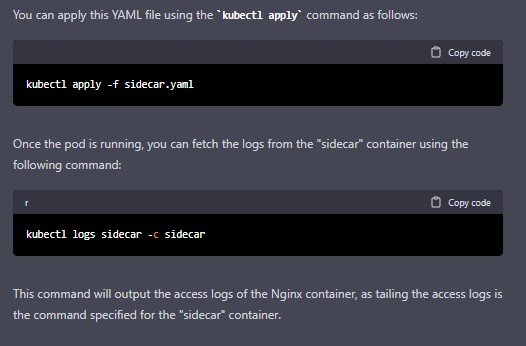 You can apply this YAML file using the `kubectl apply` command as follows:
Copy code
kubectl apply -f sidecar.yaml
Once the pod is running, you can fetch the logs from the "sidecar" container using the
following command:
r
Copy code
kubectl logs sidecar -c sidecar
This command will output the access logs of the Nginx container, as tailing the access logs is
the command specified for the "sidecar" container.